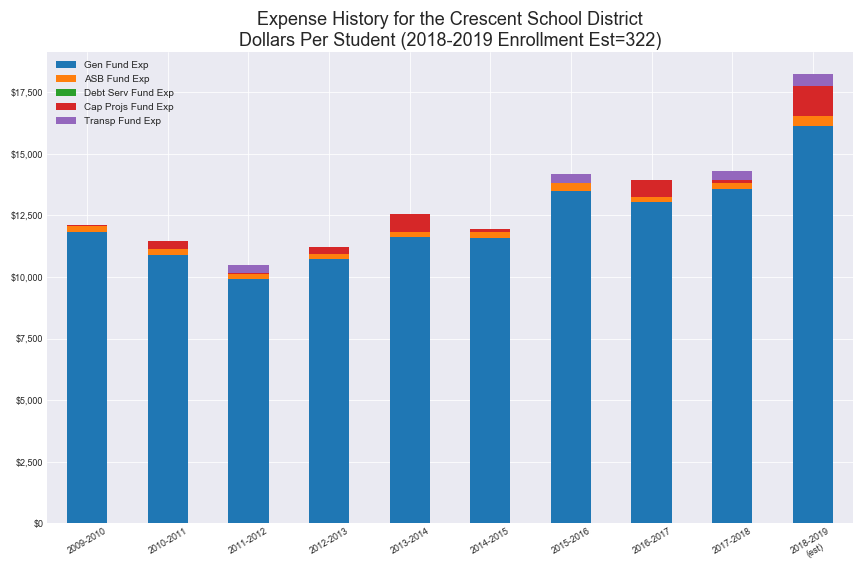 Expense History for the Crescent School District
Dollars Per Student (2018-2019 Enrollment Est=322)
Gen Fund Exp
ASB Fund Exp
Debt Serv Fund Exp
Cap Projs Fund Exp
Transp Fund Exp
$17,500
$15,000
$12,500
$10,000
$7,500
$5,000
$2,500
$0
2009-2010
2010-2011
2011-2012
2012-2013
2013-2014
2014-2015
2015-2016
2016-2017
2017-2018
2018-2019
(est)